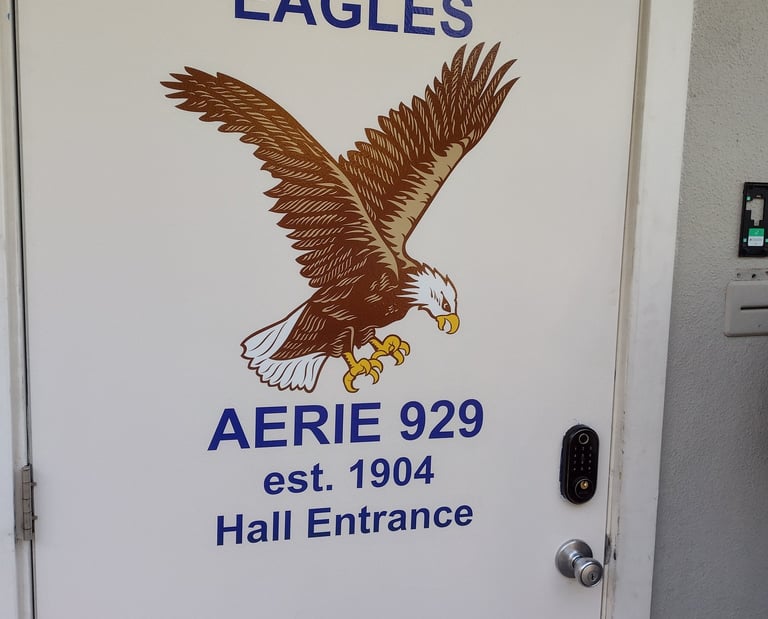 EAGLES
AERIE 929
est. 1904
Hall Entrance